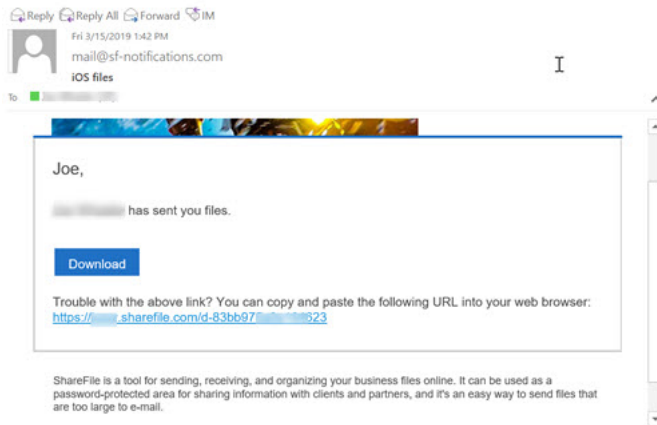 Reply Reply All Forward IM
Fri 3/15/2019 1:42 PM
mail@sf-notifications.com
iOS files
To
Joe,
has sent you files.
Download
Trouble with the above link? You can copy and paste the following URL into your web browser:
https:// .sharefile.com/d-83bb97 623
ShareFile is a tool for sending, receiving, and organizing your business files online. It can be used as a
password-protected area for sharing information with clients and partners, and it's an easy way to send files that
are too large to e-mail.